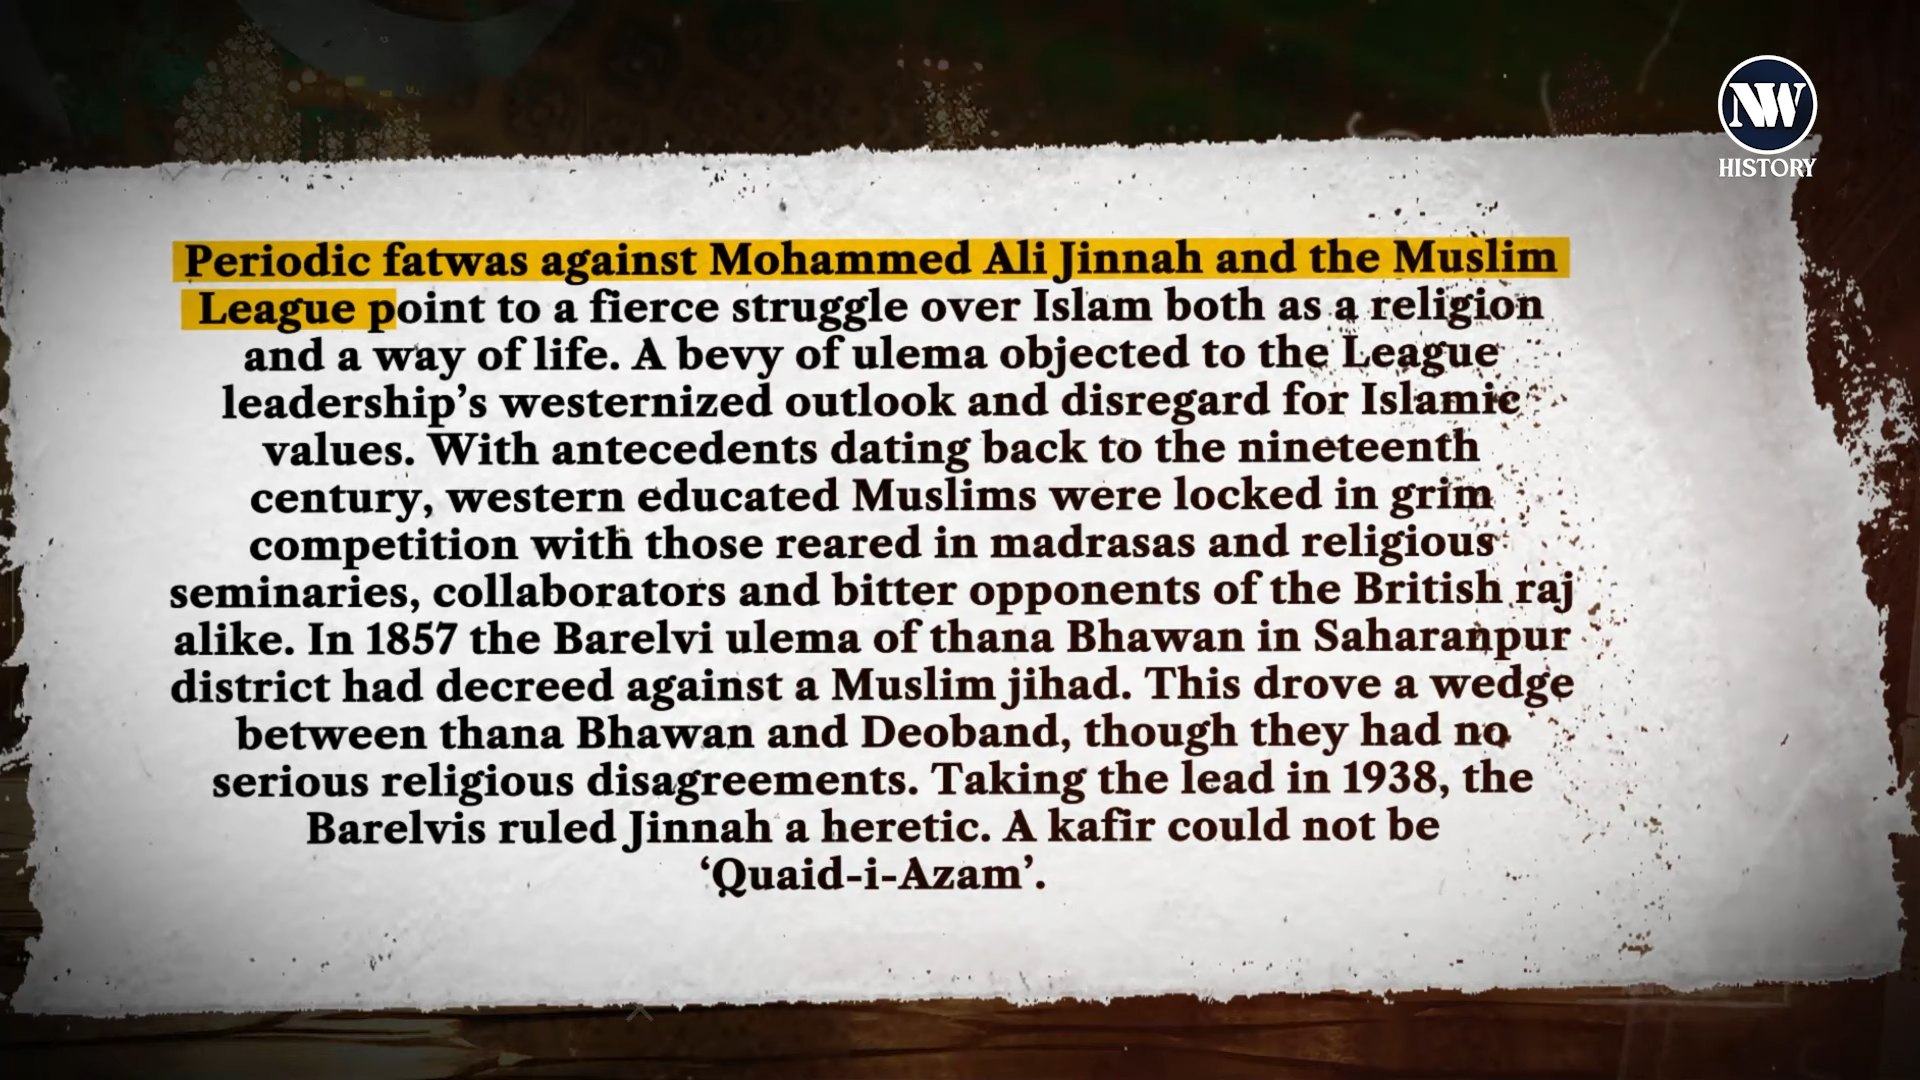 NW
HISTORY
Periodic fatwas against Mohammed Ali Jinnah and the Muslim
League point to a fierce struggle over Islam both as a religion
and a way of life. A bevy of ulema objected to the League
leadership’s westernized outlook and disregard for Islamic
values. With antecedents dating back to the nineteenth
century, western educated Muslims were locked in grim
competition with those reared in madrasas and religious
seminaries, collaborators and bitter opponents of the British raj
alike. In 1857 the Barelvi ulema of thana Bhawan in Saharanpur
district had decreed against a Muslim jihad. This drove a wedge
between thana Bhawan and Deoband, though they had no
serious religious disagreements. Taking the lead in 1938, the
Barelvis ruled Jinnah a heretic. A kafir could not be
‘Quaid-i-Azam’.